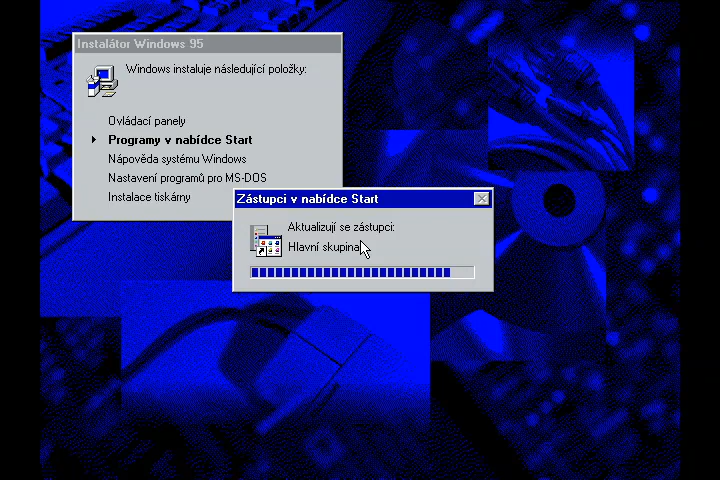 Instalátor Windows 95
Windows instaluje následující položky:
Ovládací panely
Programy v nabídce Start
Nápověda systému Windows
Nastavení programů pro MS-DOS
Instalace tiskárny
Zástupci v nabídce Start
Aktualizují se zástupci:
Hlavní skupina